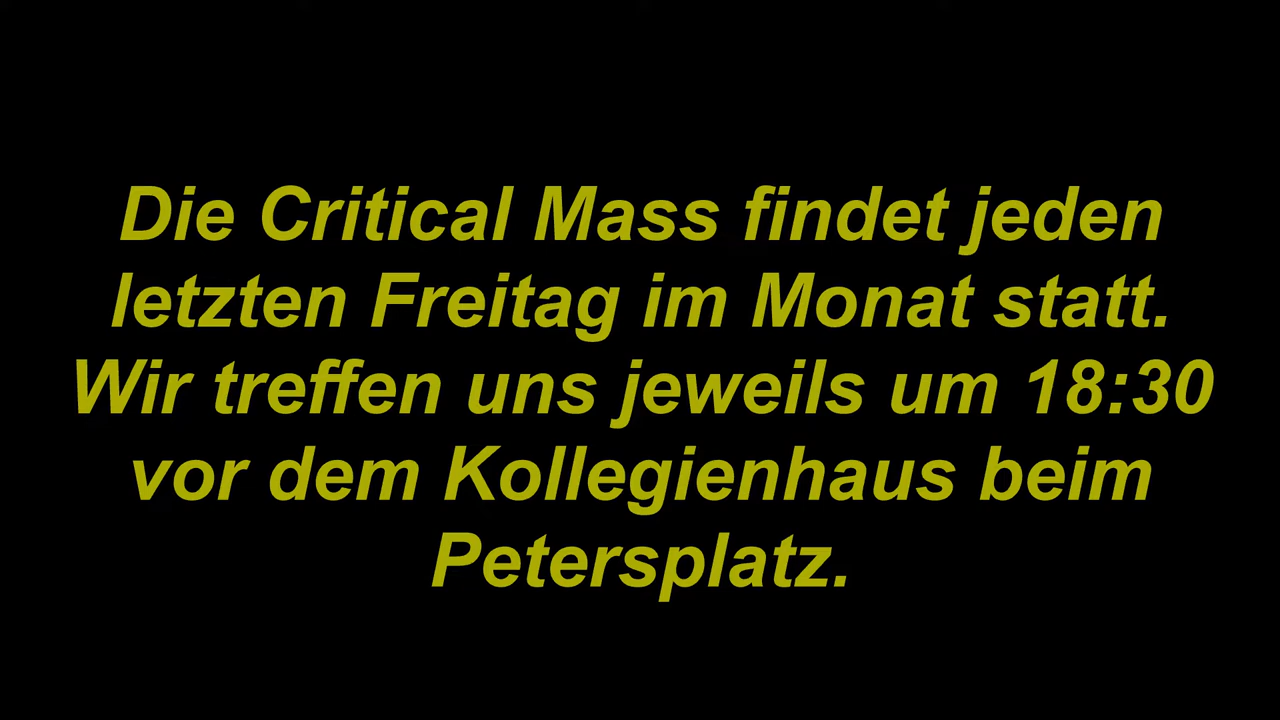 Die Critical Mass findet jeden
letzten Freitag im Monat statt.
Wir treffen uns jeweils um 18:30
vor dem Kollegienhaus beim
Petersplatz.